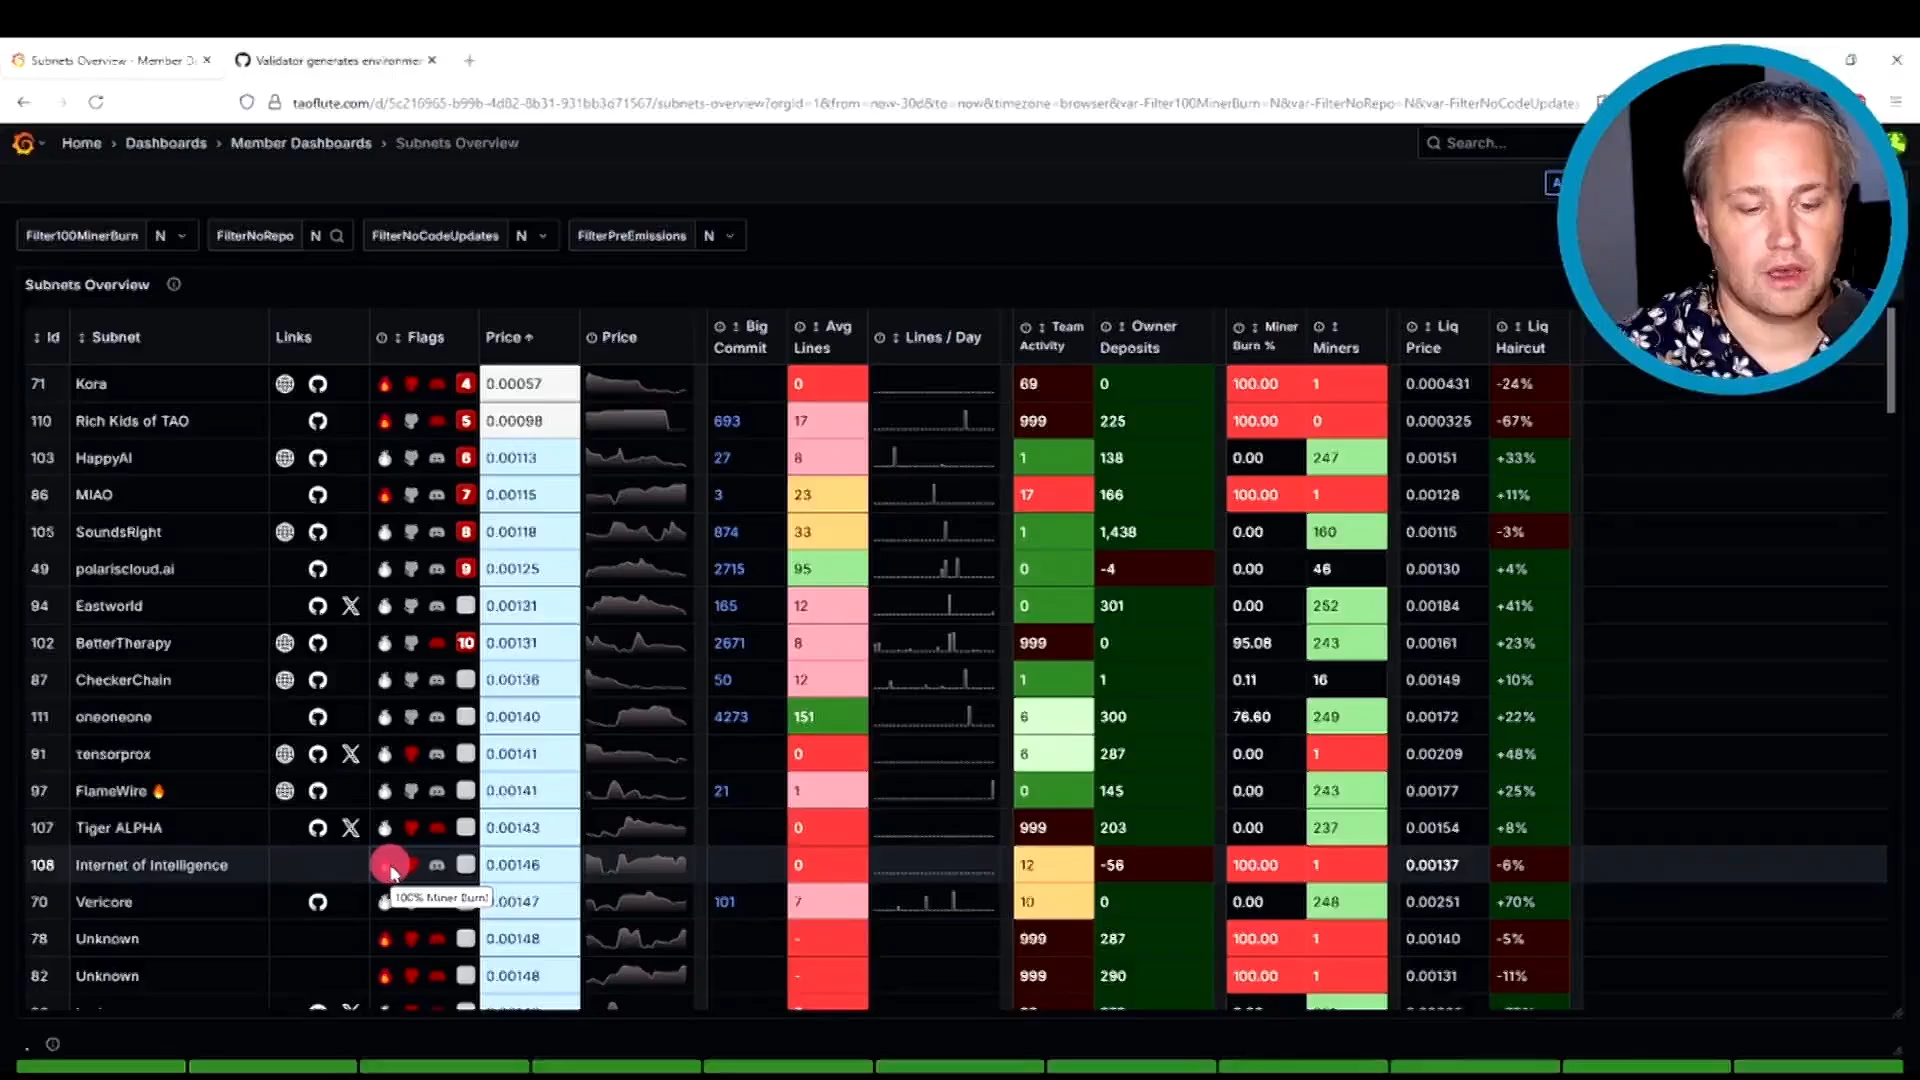 Subnets Overview - Member D
Validator generates environme
taoflute.com/d/5c216965-b99b-4d82-8b31-931bb3d71567/subnets-overview?orgId=1&from=now-30d&to=now&timezone=browser&var-Filter100MinerBurn=N&var-FilterNoRepo=N&var-FilterNoCodeUpdate
Home › Dashboards › Member Dashboards › Subnets Overview
Search...
Filter100MinerBurn N FilterNoRepo N FilterNoCodeUpdates N FilterPreEmissions N
Subnets Overview
Id Subnet Links Flags Price Price Big Commit Avg Lines Lines / Day Team Activity Owner Deposits Miner Burn % Miners Liq Price Liq Haircut
71 Kora 4 0.00057 0 69 0 100.00 1 0.000431 -24%
110 Rich Kids of TAO 5 0.00098 693 17 999 225 100.00 0 0.000325 -67%
103 HappyAI 6 0.00113 27 8 1 138 0.00 247 0.00151 +33%
86 MIAO 7 0.00115 3 23 17 166 100.00 1 0.00128 +11%
105 SoundsRight 8 0.00118 874 33 1 1,438 0.00 160 0.00115 -3%
49 polariscloud.ai 9 0.00125 2715 95 0 -4 0.00 46 0.00130 +4%
94 Eastworld 0.00131 165 12 0 301 0.00 252 0.00184 +41%
102 BetterTherapy 10 0.00131 2671 8 999 0 95.08 243 0.00161 +23%
87 CheckerChain 0.00136 50 12 1 1 0.11 16 0.00149 +10%
111 oneoneone 0.00140 4273 151 6 300 76.60 249 0.00172 +22%
91 τensorprox 0.00141 0 6 287 0.00 1 0.00209 +48%
97 FlameWire 🔥 0.00141 21 1 0 145 0.00 243 0.00177 +25%
107 Tiger ALPHA 0.00143 0 999 203 0.00 237 0.00154 +8%
108 Internet of Intelligence 0.00146 0 12 -56 100.00 1 0.00137 -6%
100% Miner Burn!
70 Vericore 0.00147 101 7 10 0 0.00 248 0.00251 +70%
78 Unknown 0.00148 - 999 287 100.00 1 0.00140 -5%
82 Unknown 0.00148 - 999 290 100.00 1 0.00131 -11%